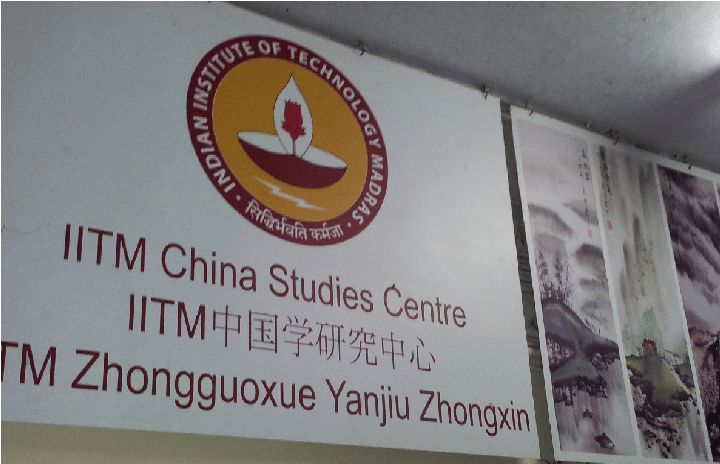 INDIAN INSTITUTE OF TECHNOLOGY MADRAS
सिद्धिर्भवति कर्मजा
IITM China Studies Centre
IITM中国学研究中心
TM Zhongguoxue Yanjiu Zhongxin